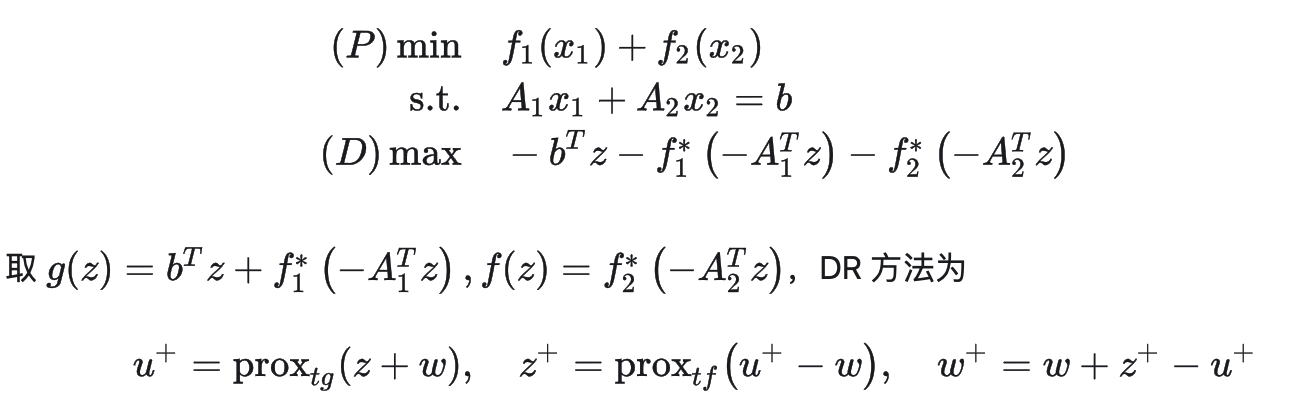 (P) min f₁(x₁) + f₂(x₂)
s.t. A₁x₁ + A₂x₂ = b
(D) max − bᵀz − f₁*(−A₁ᵀz) − f₂*(−A₂ᵀz)
取 g(z) = bᵀz + f₁*(−A₁ᵀz), f(z) = f₂*(−A₂ᵀz)，DR 方法为
u⁺ = prox_{tg}(z + w), z⁺ = prox_{tf}(u⁺ − w), w⁺ = w + z⁺ − u⁺